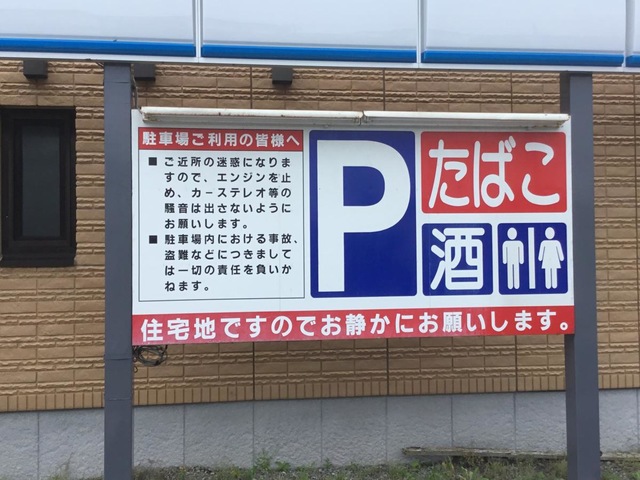 駐車場ご利用の皆様へ
■ ご近所の迷惑になりま
すので、エンジンを止
め、カーステレオ等の
騒音は出さないように
お願いします。
■ 駐車場内における事故、
盗難などにつきまして
は一切の責任を負いか
ねます。
P
たばこ
酒
住宅地ですのでお静かにお願いします。